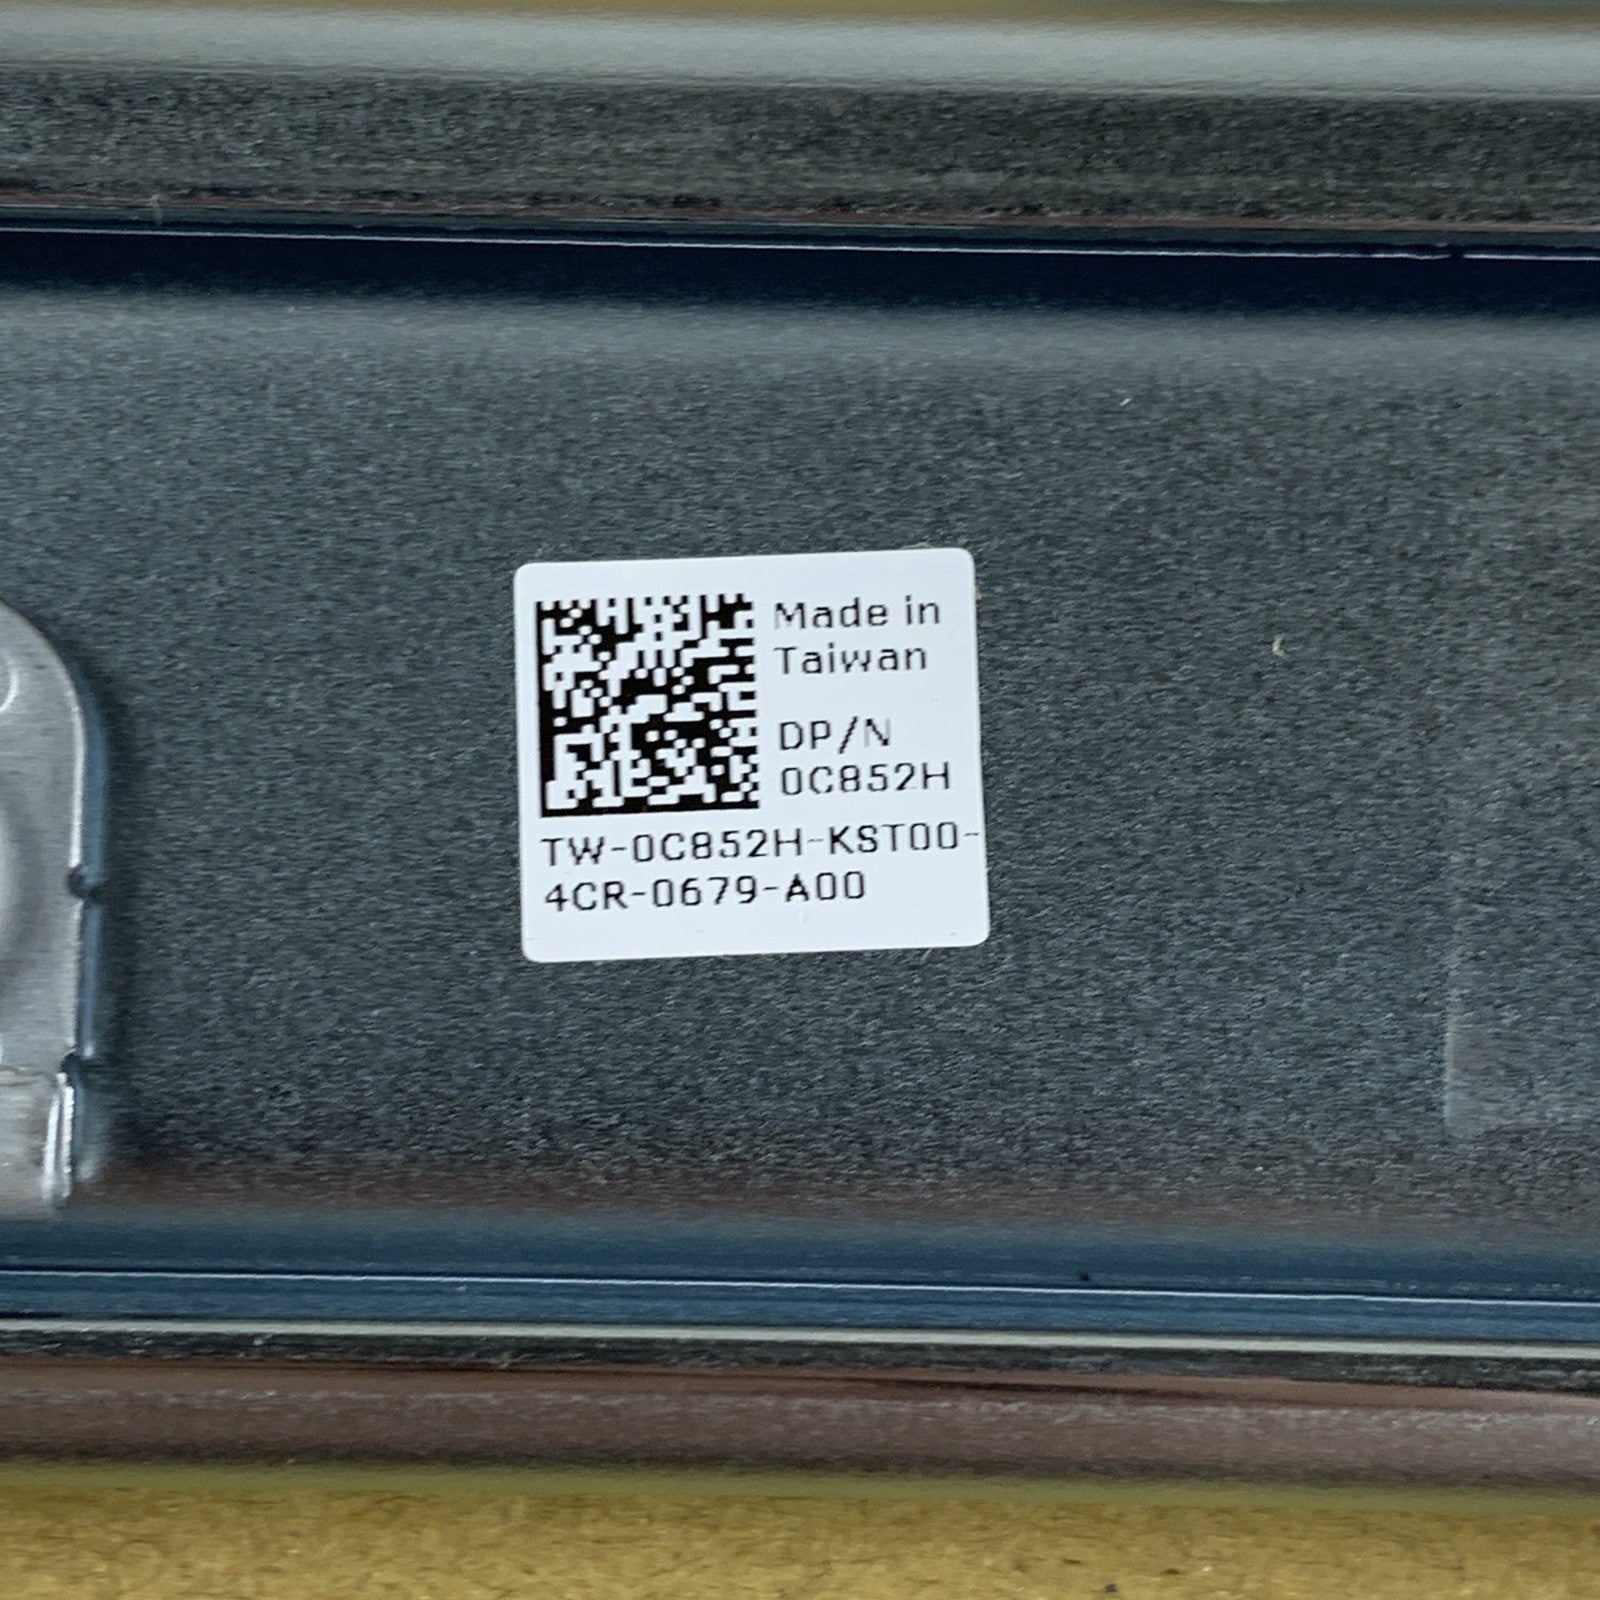 Made in
Taiwan
DP/N
0C852H
TW-0C852H-KST00-
4CR-0679-A00